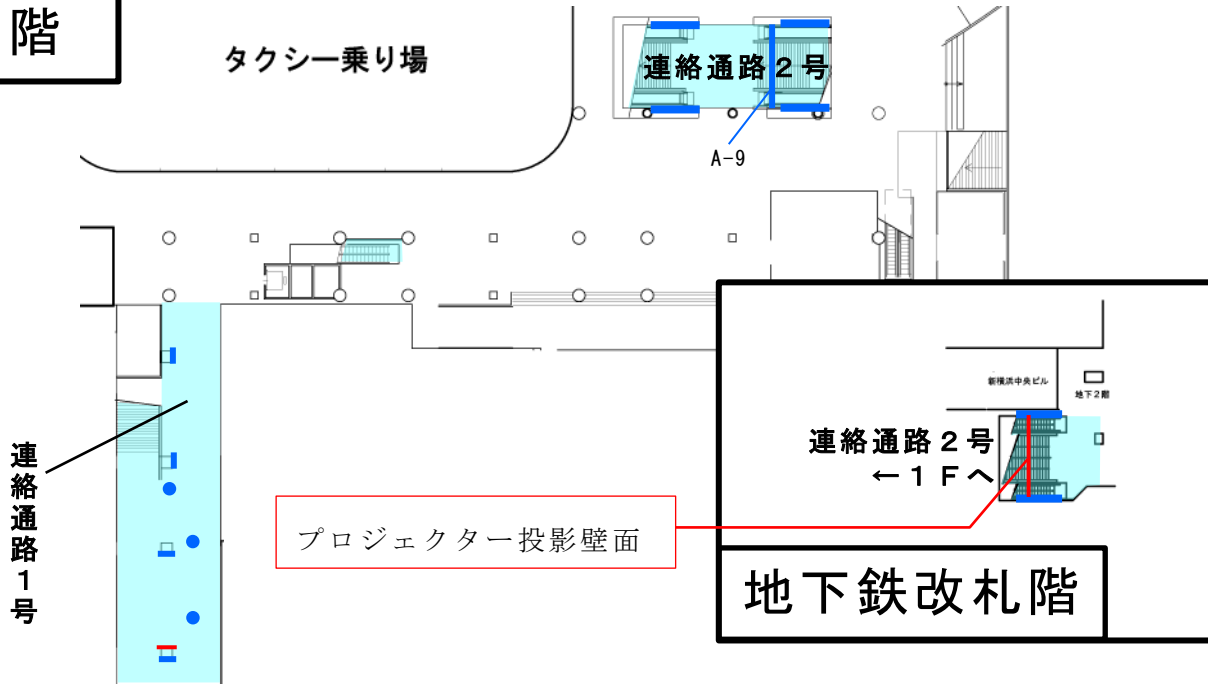 階
タクシー乗り場
連絡通路２号
A-9
新横浜中央ビル
地下２階
連絡通路２号
←１Ｆへ
連絡通路１号
プロジェクター投影壁面
地下鉄改札階